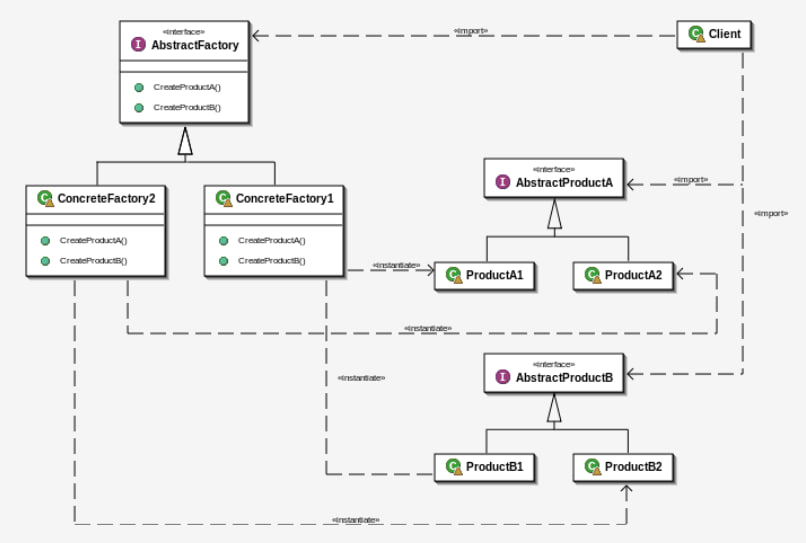 «interface»
I AbstractFactory
CreateProductA()
CreateProductB()
«import»
C Client
C ConcreteFactory2
CreateProductA()
CreateProductB()
C ConcreteFactory1
CreateProductA()
CreateProductB()
«interface»
I AbstractProductA
«import»
«import»
«instantiate»
C ProductA1
C ProductA2
«instantiate»
«interface»
I AbstractProductB
«instantiate»
C ProductB1
C ProductB2
«instantiate»